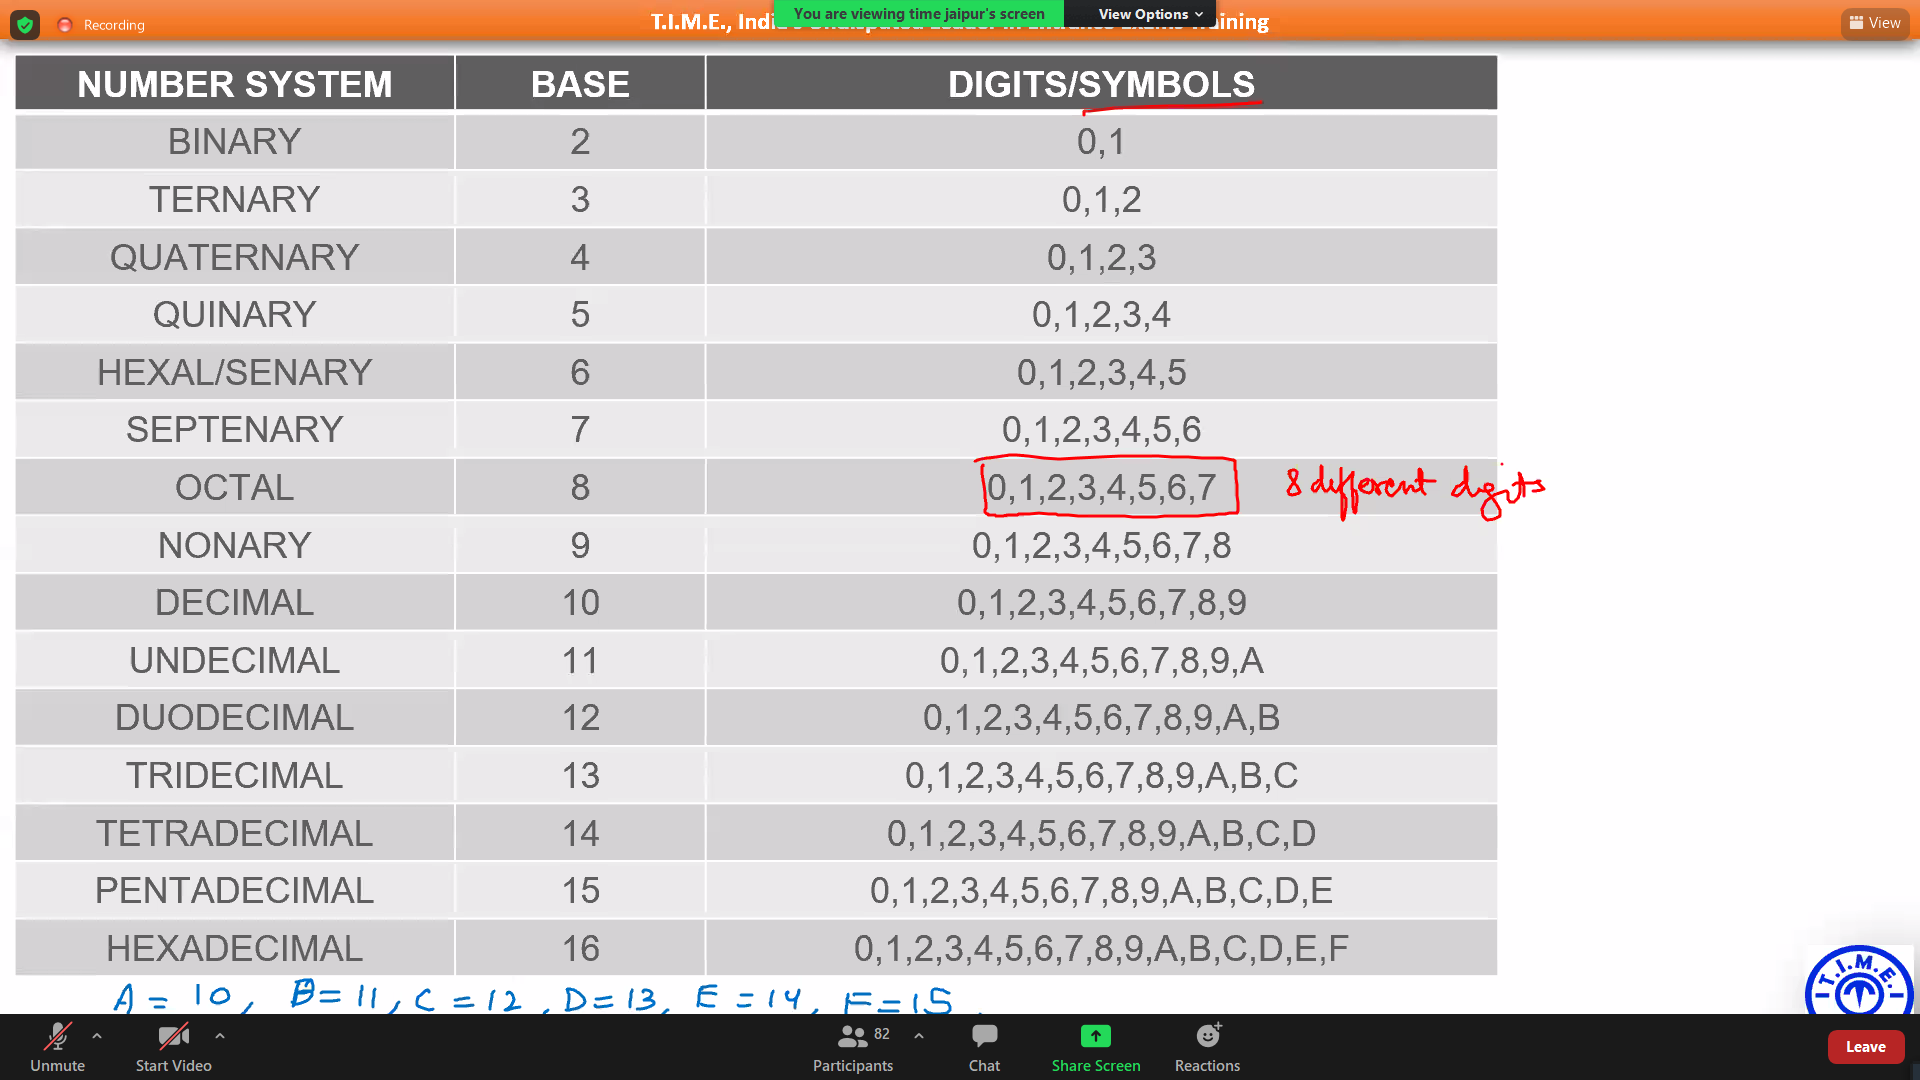 Recording
T.I.M.E., Indi
You are viewing time jaipur's screen
View Options
raining
View
NUMBER SYSTEM BASE DIGITS/SYMBOLS
BINARY 2 0,1
TERNARY 3 0,1,2
QUATERNARY 4 0,1,2,3
QUINARY 5 0,1,2,3,4
HEXAL/SENARY 6 0,1,2,3,4,5
SEPTENARY 7 0,1,2,3,4,5,6
OCTAL 8 0,1,2,3,4,5,6,7 8 different digits
NONARY 9 0,1,2,3,4,5,6,7,8
DECIMAL 10 0,1,2,3,4,5,6,7,8,9
UNDECIMAL 11 0,1,2,3,4,5,6,7,8,9,A
DUODECIMAL 12 0,1,2,3,4,5,6,7,8,9,A,B
TRIDECIMAL 13 0,1,2,3,4,5,6,7,8,9,A,B,C
TETRADECIMAL 14 0,1,2,3,4,5,6,7,8,9,A,B,C,D
PENTADECIMAL 15 0,1,2,3,4,5,6,7,8,9,A,B,C,D,E
HEXADECIMAL 16 0,1,2,3,4,5,6,7,8,9,A,B,C,D,E,F
A = 10, B = 11, C = 12, D = 13, E = 14, F = 15
T.I.M.E.
Unmute
Start Video
82
Participants
Chat
Share Screen
Reactions
Leave